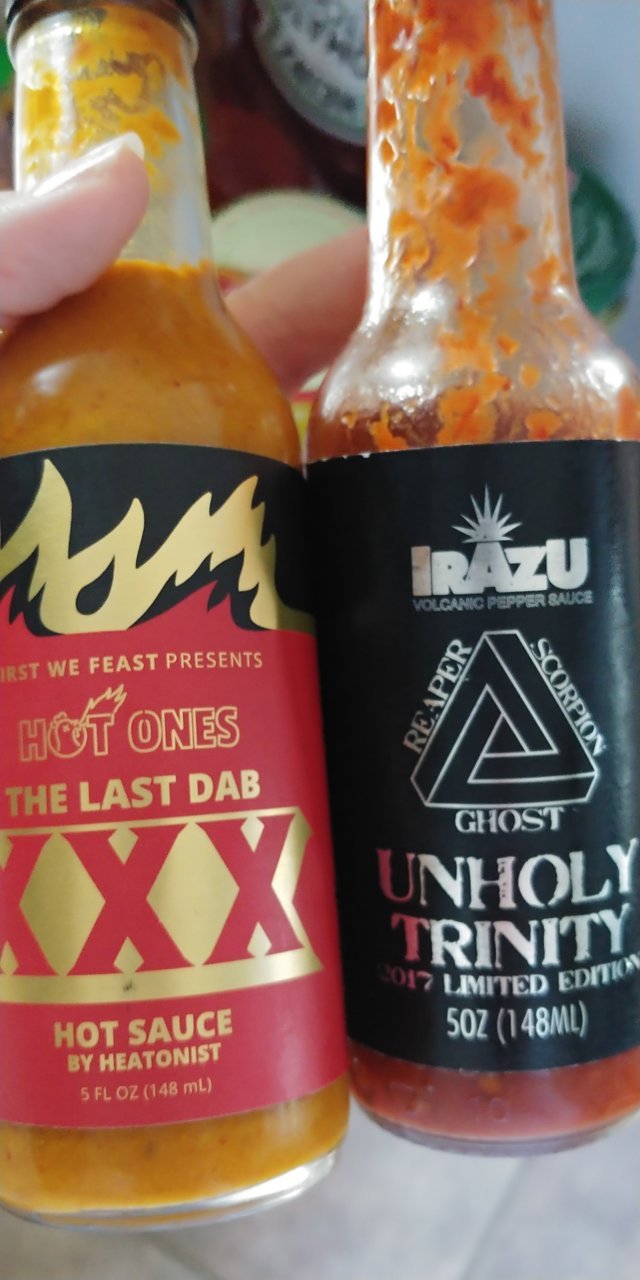 IRST WE FEAST PRESENTS
HOT ONES
THE LAST DAB
XXX
HOT SAUCE
BY HEATONIST
5 FL OZ (148 mL)
IRAZU
VOLCANIC PEPPER SAUCE
REAPER
SCORPION
GHOST
UNHOLY
TRINITY
2017 LIMITED EDITION
5OZ (148ML)